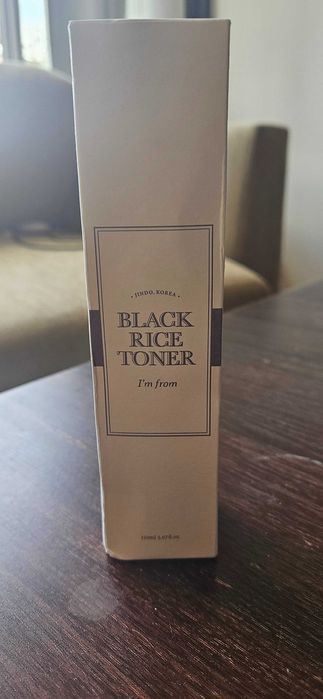 • JINDO, KOREA •
BLACK
RICE
TONER
I'm from
150ml 5.07fl.oz